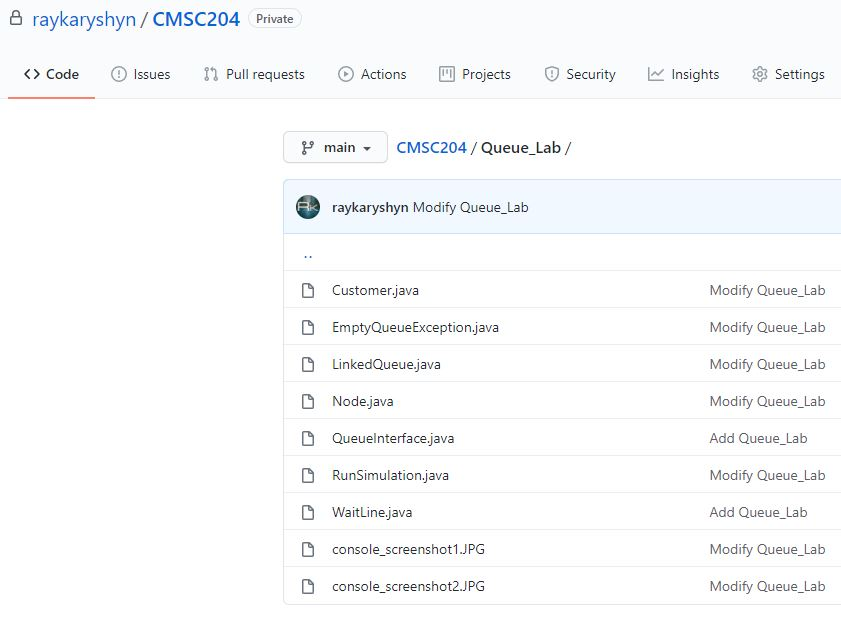 raykaryshyn / CMSC204 Private
Code Issues Pull requests Actions Projects Security Insights Settings
main CMSC204 / Queue_Lab /
raykaryshyn Modify Queue_Lab
..
Customer.java Modify Queue_Lab
EmptyQueueException.java Modify Queue_Lab
LinkedQueue.java Modify Queue_Lab
Node.java Modify Queue_Lab
QueueInterface.java Add Queue_Lab
RunSimulation.java Modify Queue_Lab
WaitLine.java Add Queue_Lab
console_screenshot1.JPG Modify Queue_Lab
console_screenshot2.JPG Modify Queue_Lab